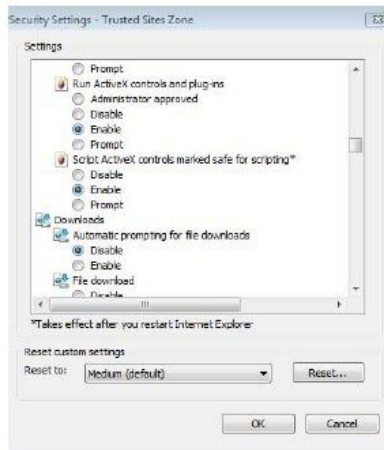 Security Settings - Trusted Sites Zone
Settings
Prompt
Run ActiveX controls and plug-ins
Administrator approved
Disable
Enable
Prompt
Script ActiveX controls marked safe for scripting*
Disable
Enable
Prompt
Downloads
Automatic prompting for file downloads
Disable
Enable
File download
Disable
*Takes effect after you restart Internet Explorer
Reset custom settings
Reset to: Medium (default) Reset...
OK Cancel